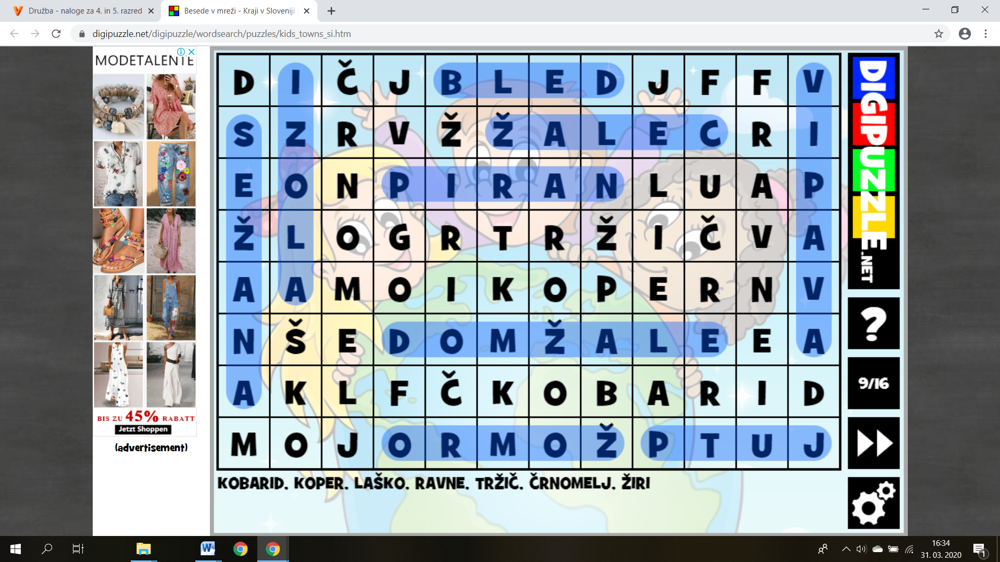 Družba - naloge za 4. in 5. razred
Besede v mreži - Kraji v Sloveniji
digipuzzle.net/digipuzzle/wordsearch/puzzles/kids_towns_si.htm
MODETALENTE
BIS ZU 45% RABATT
Jetzt Shoppen
(advertisement)
D I Č J B L E D J F F V
S Z R V Ž Ž A L E C R I
E O N P I R A N L U A P
Ž L O G R T R Ž I Č V A
A A M O I K O P E R N V
N Š E D O M Ž A L E E A
A K L F Č K O B A R I D
M O J O R M O Ž P T U J
KOBARID, KOPER, LAŠKO, RAVNE, TRŽIČ, ČRNOMELJ, ŽIRI
DIGIPUZZLE.NET
?
9/16
16:34
31. 03. 2020
1